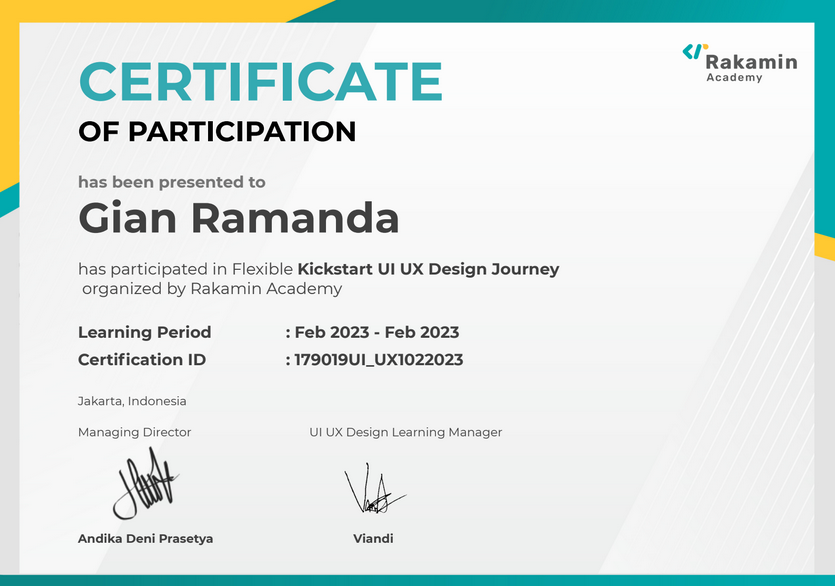 Rakamin
Academy
CERTIFICATE
OF PARTICIPATION
has been presented to
Gian Ramanda
has participated in Flexible Kickstart UI UX Design Journey
organized by Rakamin Academy
Learning Period : Feb 2023 - Feb 2023
Certification ID : 179019UI_UX1022023
Jakarta, Indonesia
Managing Director UI UX Design Learning Manager
Andika Deni Prasetya Viandi